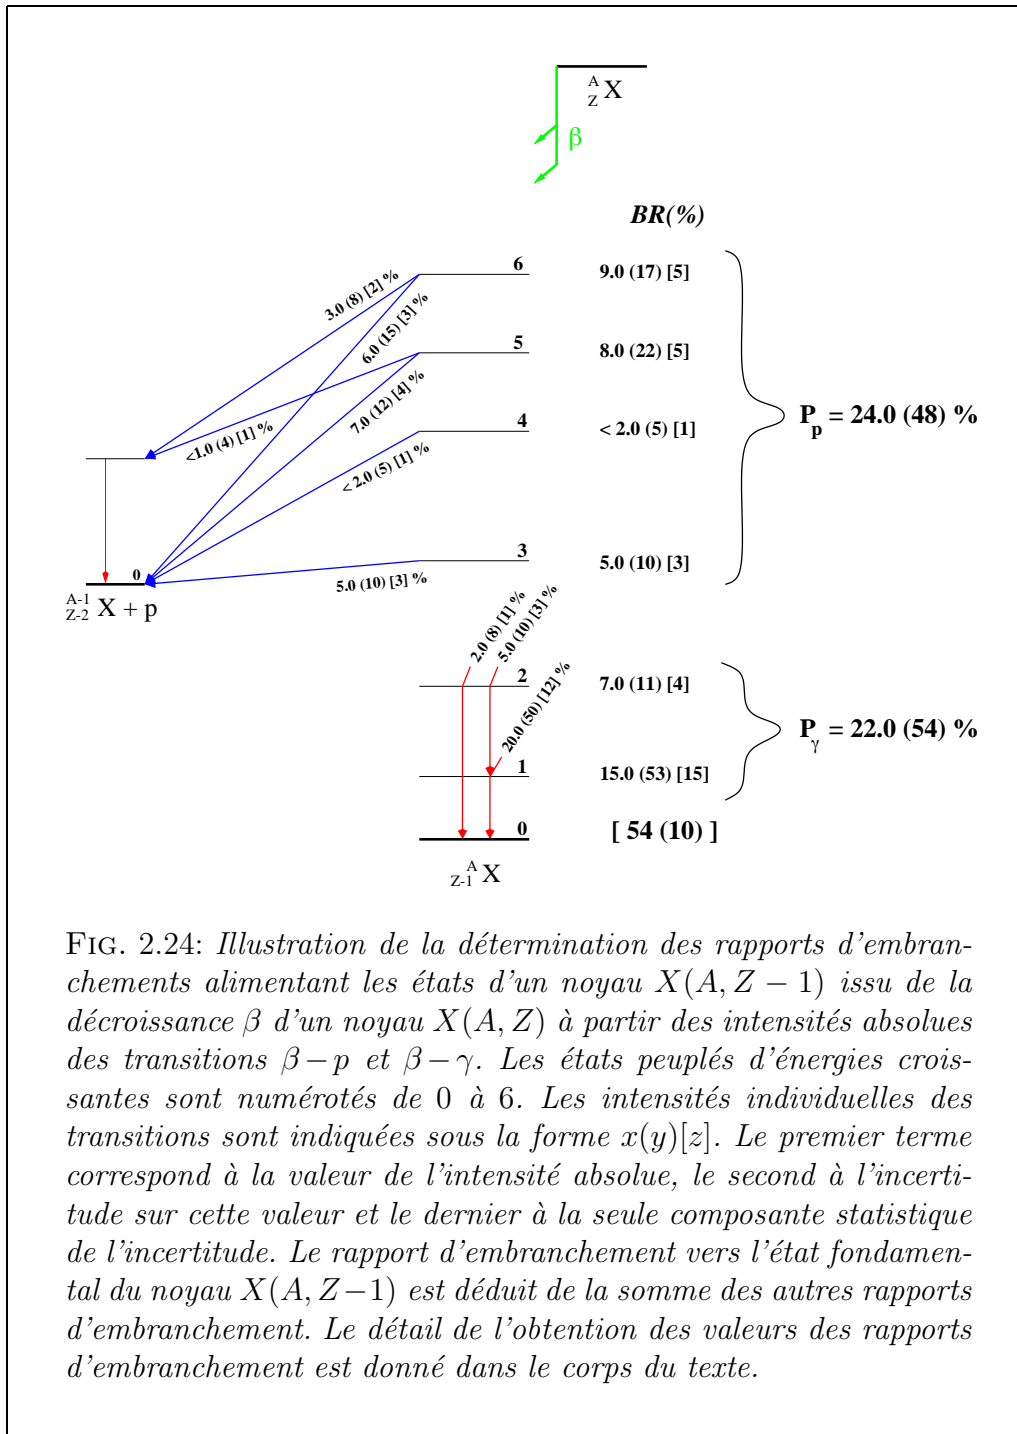 A
Z X
β
BR(%)
6
9.0 (17) [5]
3.0 (8) [2] %
6.0 (15) [3] %
5
8.0 (22) [5]
7.0 (12) [4] %
<1.0 (4) [1] %
4
< 2.0 (5) [1]
< 2.0 (5) [1] %
P_p = 24.0 (48) %
3
5.0 (10) [3]
5.0 (10) [3] %
0
A-1
Z-2 X + p
2.0 (8) [1] %
5.0 (10) [3] %
2
7.0 (11) [4]
20.0 (50) [12] %
P_γ = 22.0 (54) %
1
15.0 (53) [15]
0
[ 54 (10) ]
A
Z-1 X
FIG. 2.24: Illustration de la détermination des rapports d'embran-
chements alimentant les états d'un noyau X(A, Z − 1) issu de la
décroissance β d'un noyau X(A, Z) à partir des intensités absolues
des transitions β−p et β−γ. Les états peuplés d'énergies crois-
santes sont numérotés de 0 à 6. Les intensités individuelles des
transitions sont indiquées sous la forme x(y)[z]. Le premier terme
correspond à la valeur de l'intensité absolue, le second à l'incerti-
tude sur cette valeur et le dernier à la seule composante statistique
de l'incertitude. Le rapport d'embranchement vers l'état fondamen-
tal du noyau X(A, Z−1) est déduit de la somme des autres rapports
d'embranchement. Le détail de l'obtention des valeurs des rapports
d'embranchement est donné dans le corps du texte.